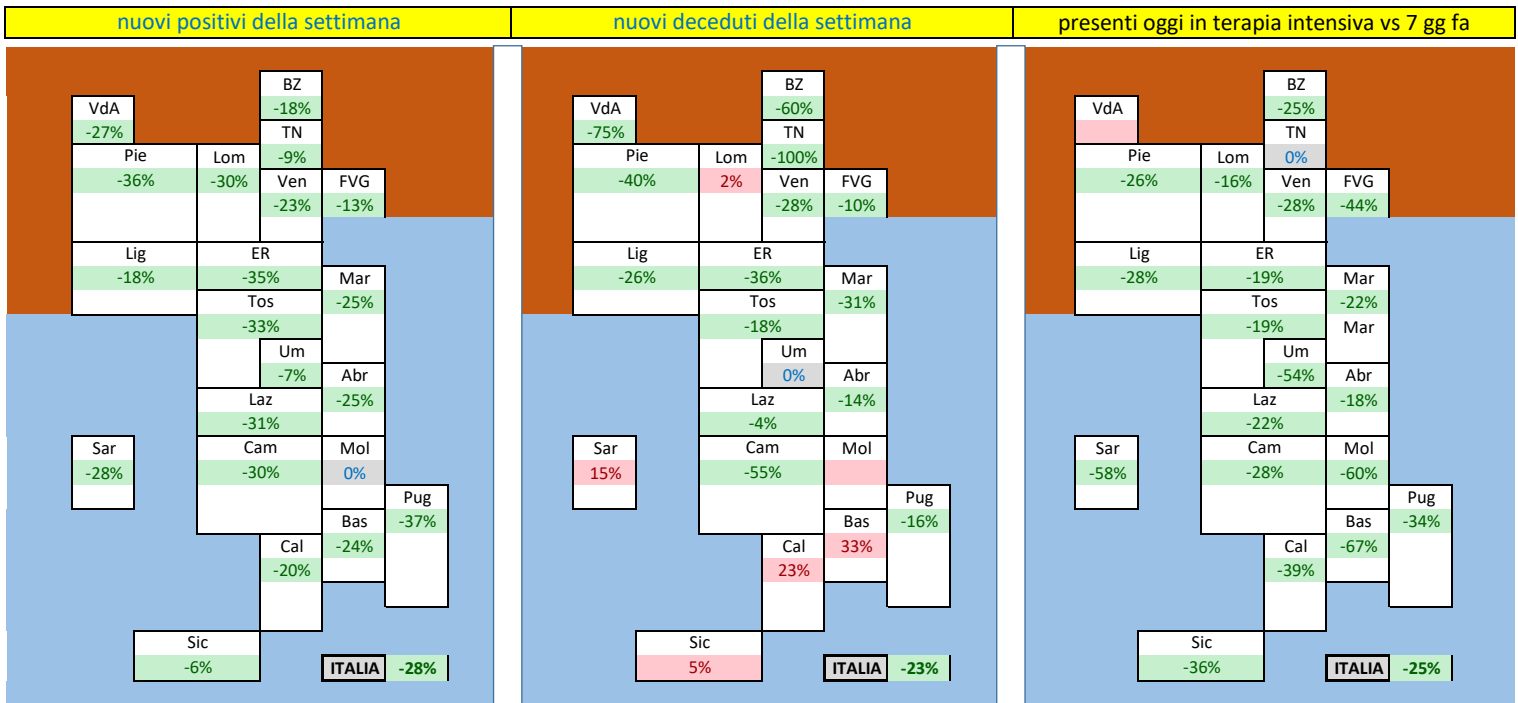 nuovi positivi della settimana
nuovi deceduti della settimana
presenti oggi in terapia intensiva vs 7 gg fa
BZ
VdA -18%
-27% TN
Pie Lom -9%
-36% -30% Ven FVG
-23% -13%
Lig ER
-18% -35% Mar
Tos -25%
-33%
Um
-7% Abr
Laz -25%
-31%
Sar Cam Mol
-28% -30% 0%
Pug
Bas -37%
Cal -24%
-20%
Sic
-6% ITALIA -28%
BZ
VdA -60%
-75% TN
Pie Lom -100%
-40% 2% Ven FVG
-28% -10%
Lig ER
-26% -36% Mar
Tos -31%
-18%
Um
0% Abr
Laz -14%
-4%
Sar Cam Mol
15% -55%
Pug
Bas -16%
Cal 33%
23%
Sic
5% ITALIA -23%
BZ
VdA -25%
TN
Pie Lom 0%
-26% -16% Ven FVG
-28% -44%
Lig ER
-28% -19% Mar
Tos -22%
-19% Mar
Um
-54% Abr
Laz -18%
-22%
Sar Cam Mol
-58% -28% -60%
Pug
Bas -34%
Cal -67%
-39%
Sic
-36% ITALIA -25%